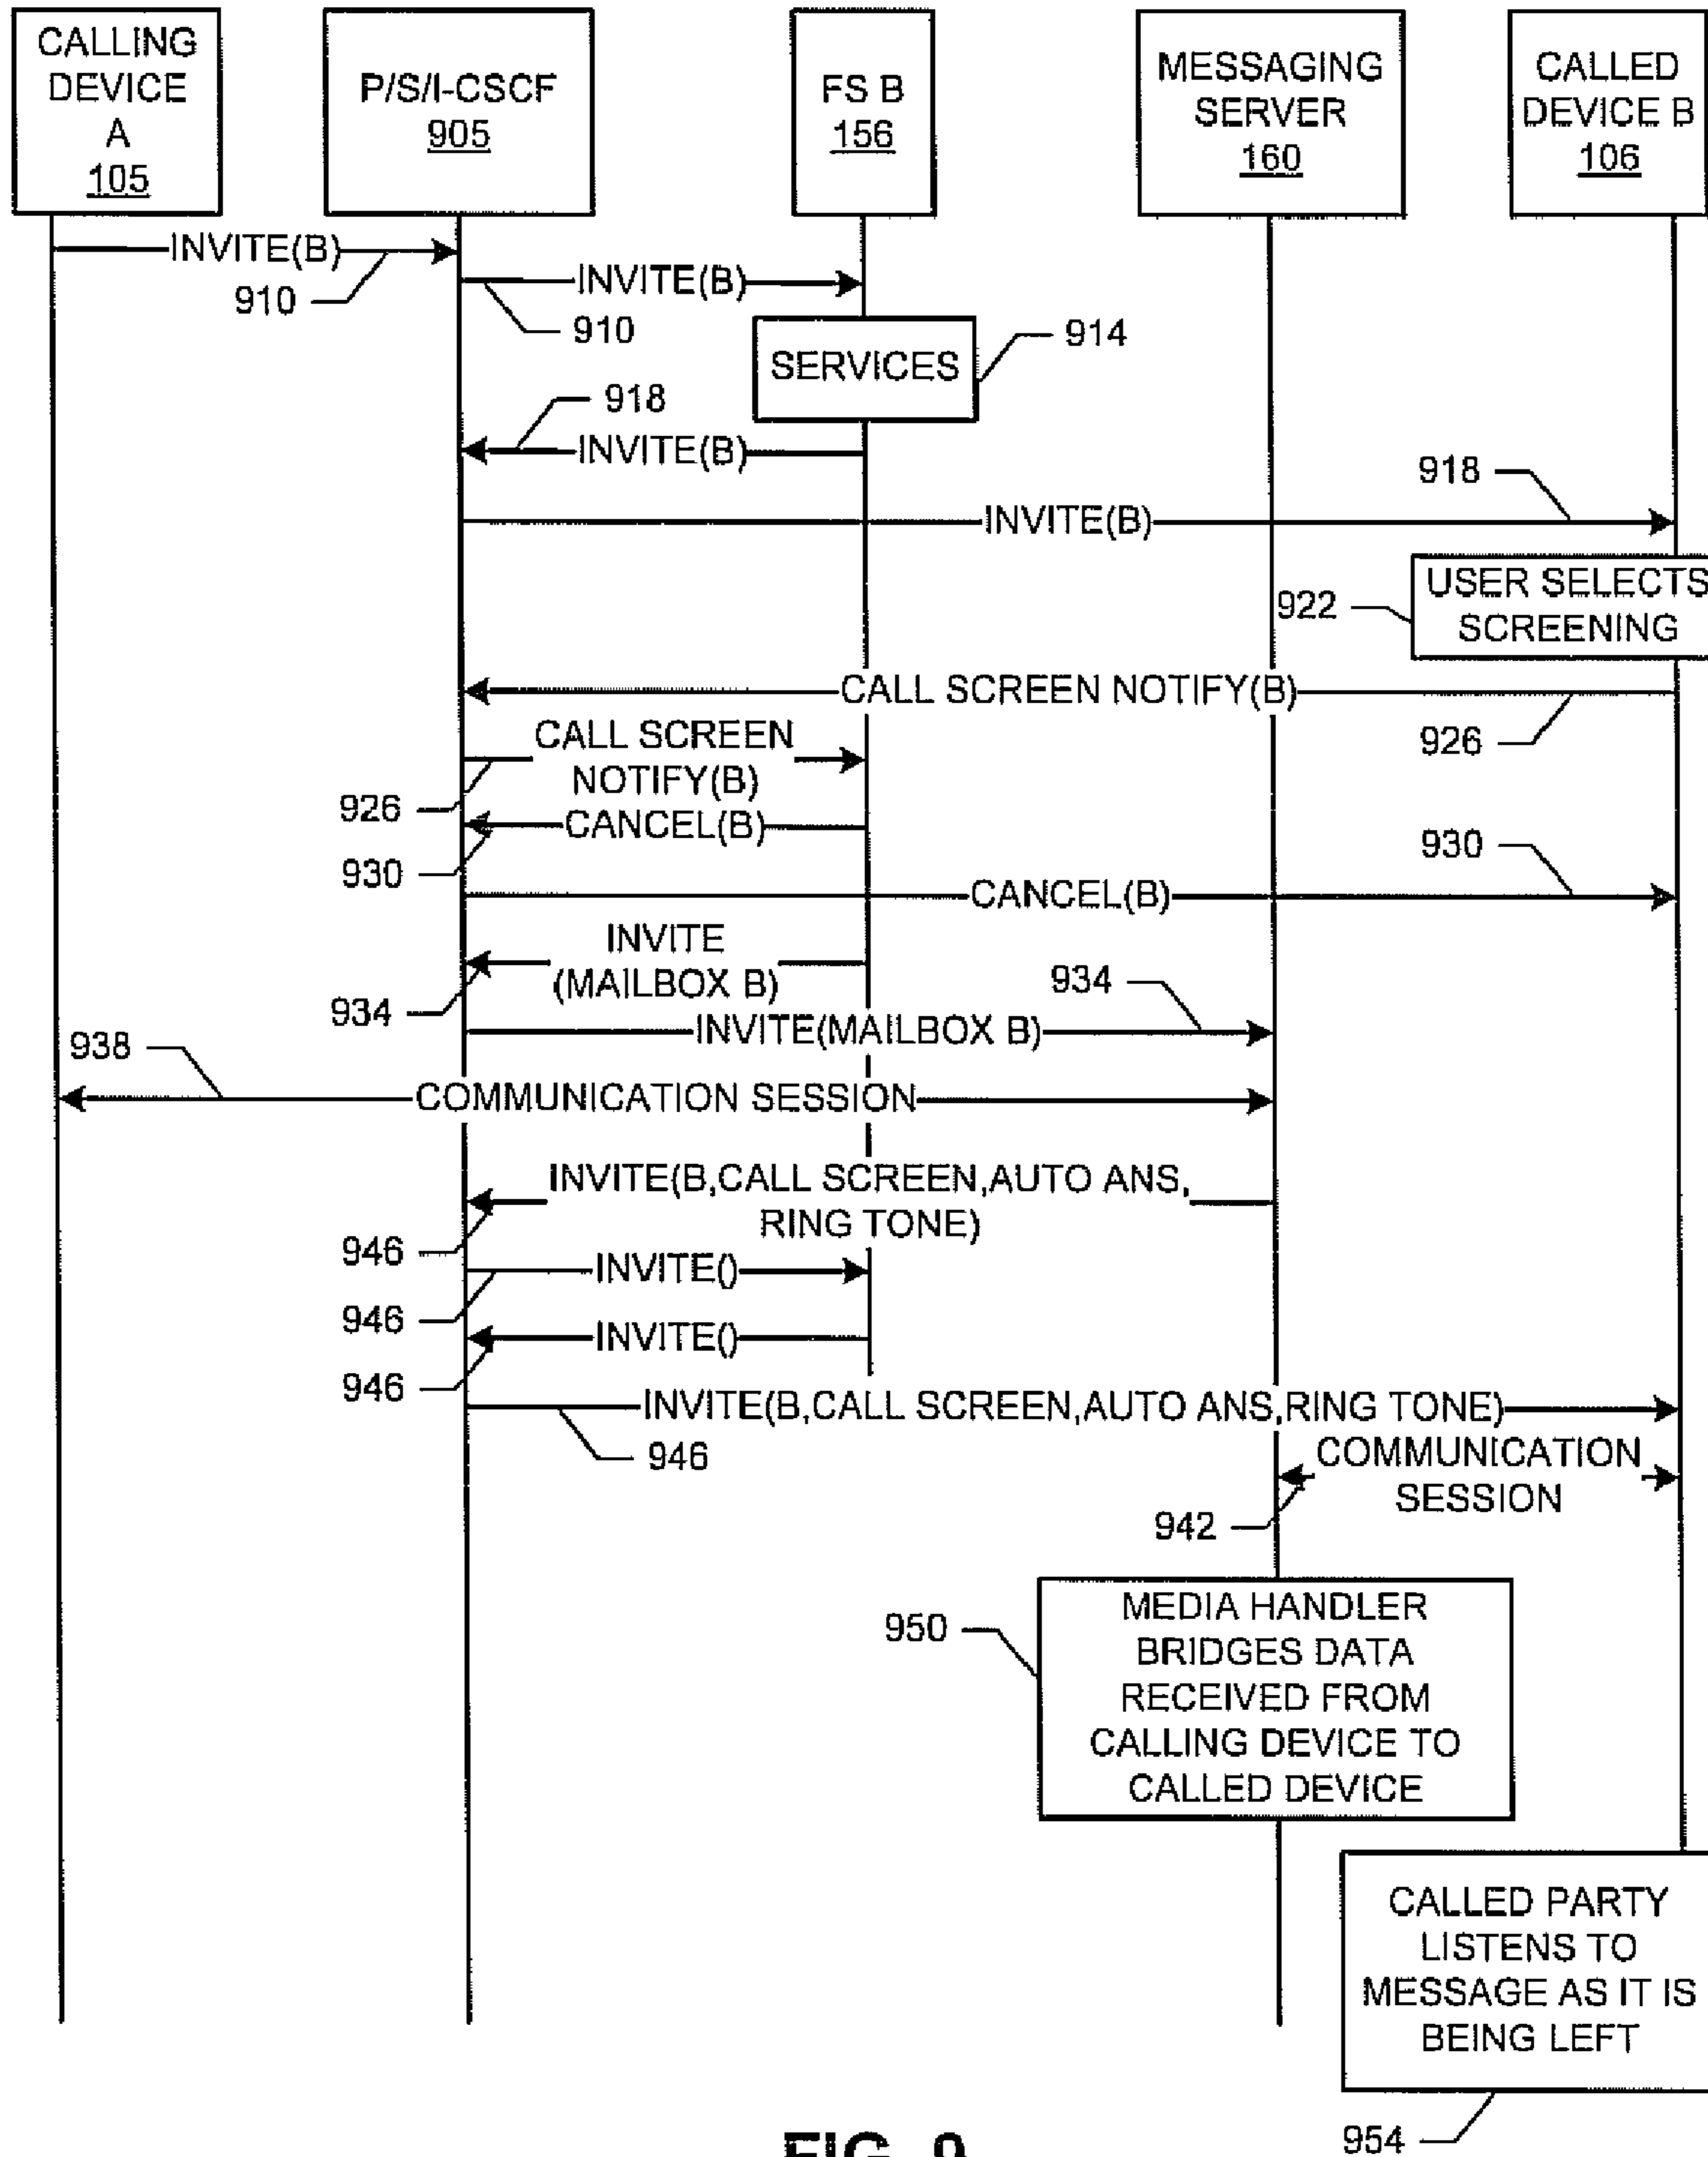 CALLING
DEVICE
A
105
P/S/I-CSCF
905
FS B
156
MESSAGING
SERVER
160
CALLED
DEVICE B
106
INVITE(B)
910
INVITE(B)
910
SERVICES
914
918
INVITE(B)
918
INVITE(B)
USER SELECTS
SCREENING
922
CALL SCREEN NOTIFY(B)
926
CALL SCREEN
NOTIFY(B)
926
CANCEL(B)
930
930
CANCEL(B)
INVITE
(MAILBOX B)
934
934
INVITE(MAILBOX B)
938
COMMUNICATION SESSION
INVITE(B,CALL SCREEN,AUTO ANS,
RING TONE)
946
INVITE()
946
INVITE()
946
INVITE(B,CALL SCREEN,AUTO ANS,RING TONE)
946
COMMUNICATION
SESSION
942
MEDIA HANDLER
BRIDGES DATA
RECEIVED FROM
CALLING DEVICE TO
CALLED DEVICE
950
CALLED PARTY
LISTENS TO
MESSAGE AS IT IS
BEING LEFT
954
FIG. 9